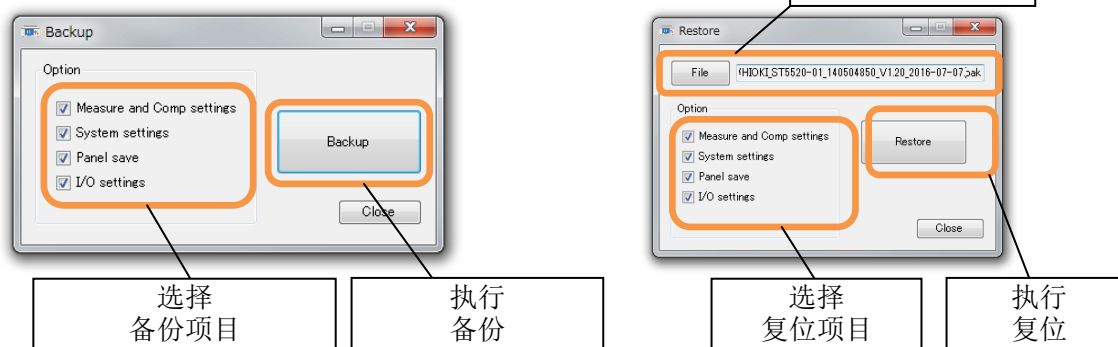 Backup
Option
Measure and Comp settings
System settings
Panel save
I/O settings
Backup
Close
选择
备份项目
执行
备份
Restore
File
HIOKI_ST5520-01_140504850_V1.20_2016-07-07.bak
Option
Measure and Comp settings
System settings
Panel save
I/O settings
Restore
Close
选择
复位项目
执行
复位